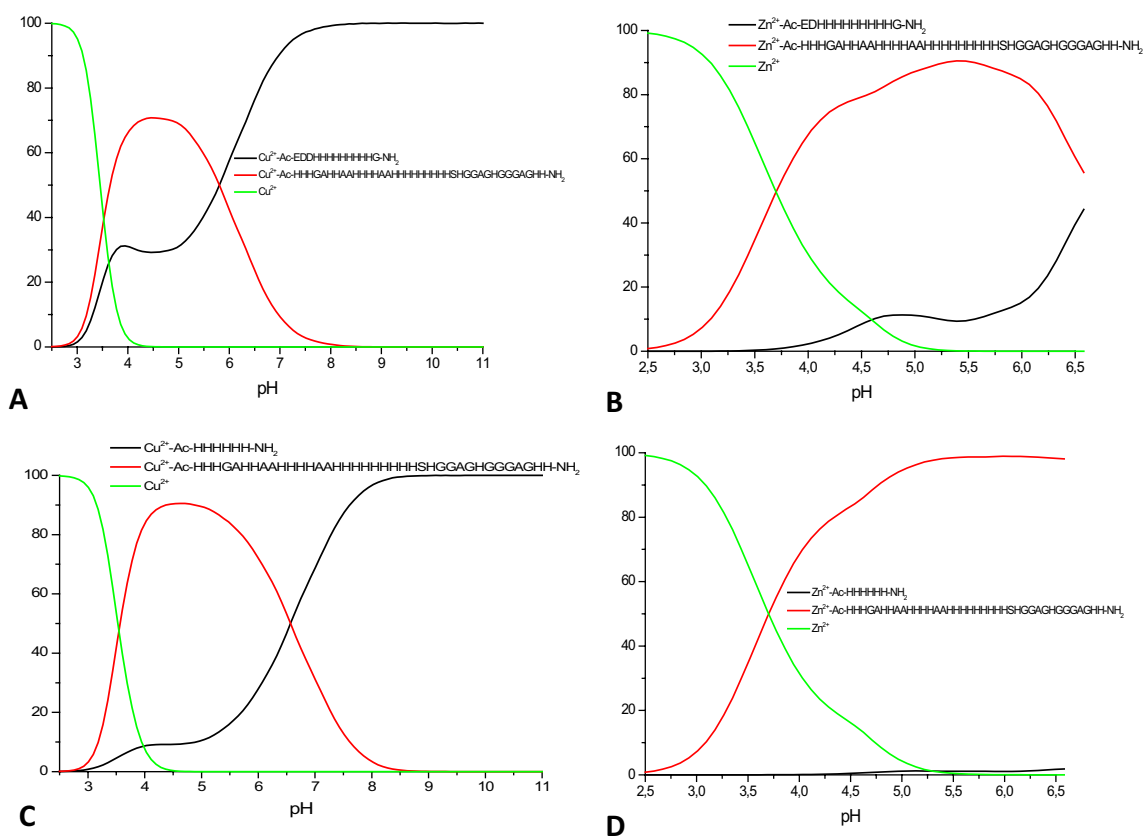 100
80
60
40
20
0
Cu²⁺-Ac-EDDHHHHHHHHHG-NH₂
Cu²⁺-Ac-HHHGAHHAAHHHHAAHHHHHHHHHSHGGAGHGGGAGHH-NH₂
Cu²⁺
3 4 5 6 7 8 9 10 11
pH
A
100
80
60
40
20
0
Zn²⁺-Ac-EDHHHHHHHHHG-NH₂
Zn²⁺-Ac-HHHGAHHAAHHHHAAHHHHHHHHHSHGGAGHGGGAGHH-NH₂
Zn²⁺
2,5 3,0 3,5 4,0 4,5 5,0 5,5 6,0 6,5
pH
B
Cu²⁺-Ac-HHHHHH-NH₂
Cu²⁺-Ac-HHHGAHHAAHHHHAAHHHHHHHHHSHGGAGHGGGAGHH-NH₂
Cu²⁺
100
80
60
40
20
0
3 4 5 6 7 8 9 10 11
pH
C
100
80
60
40
20
0
Zn²⁺-Ac-HHHHHH-NH₂
Zn²⁺-Ac-HHHGAHHAAHHHHAAHHHHHHHHHSHGGAGHGGGAGHH-NH₂
Zn²⁺
2,5 3,0 3,5 4,0 4,5 5,0 5,5 6,0 6,5
pH
D